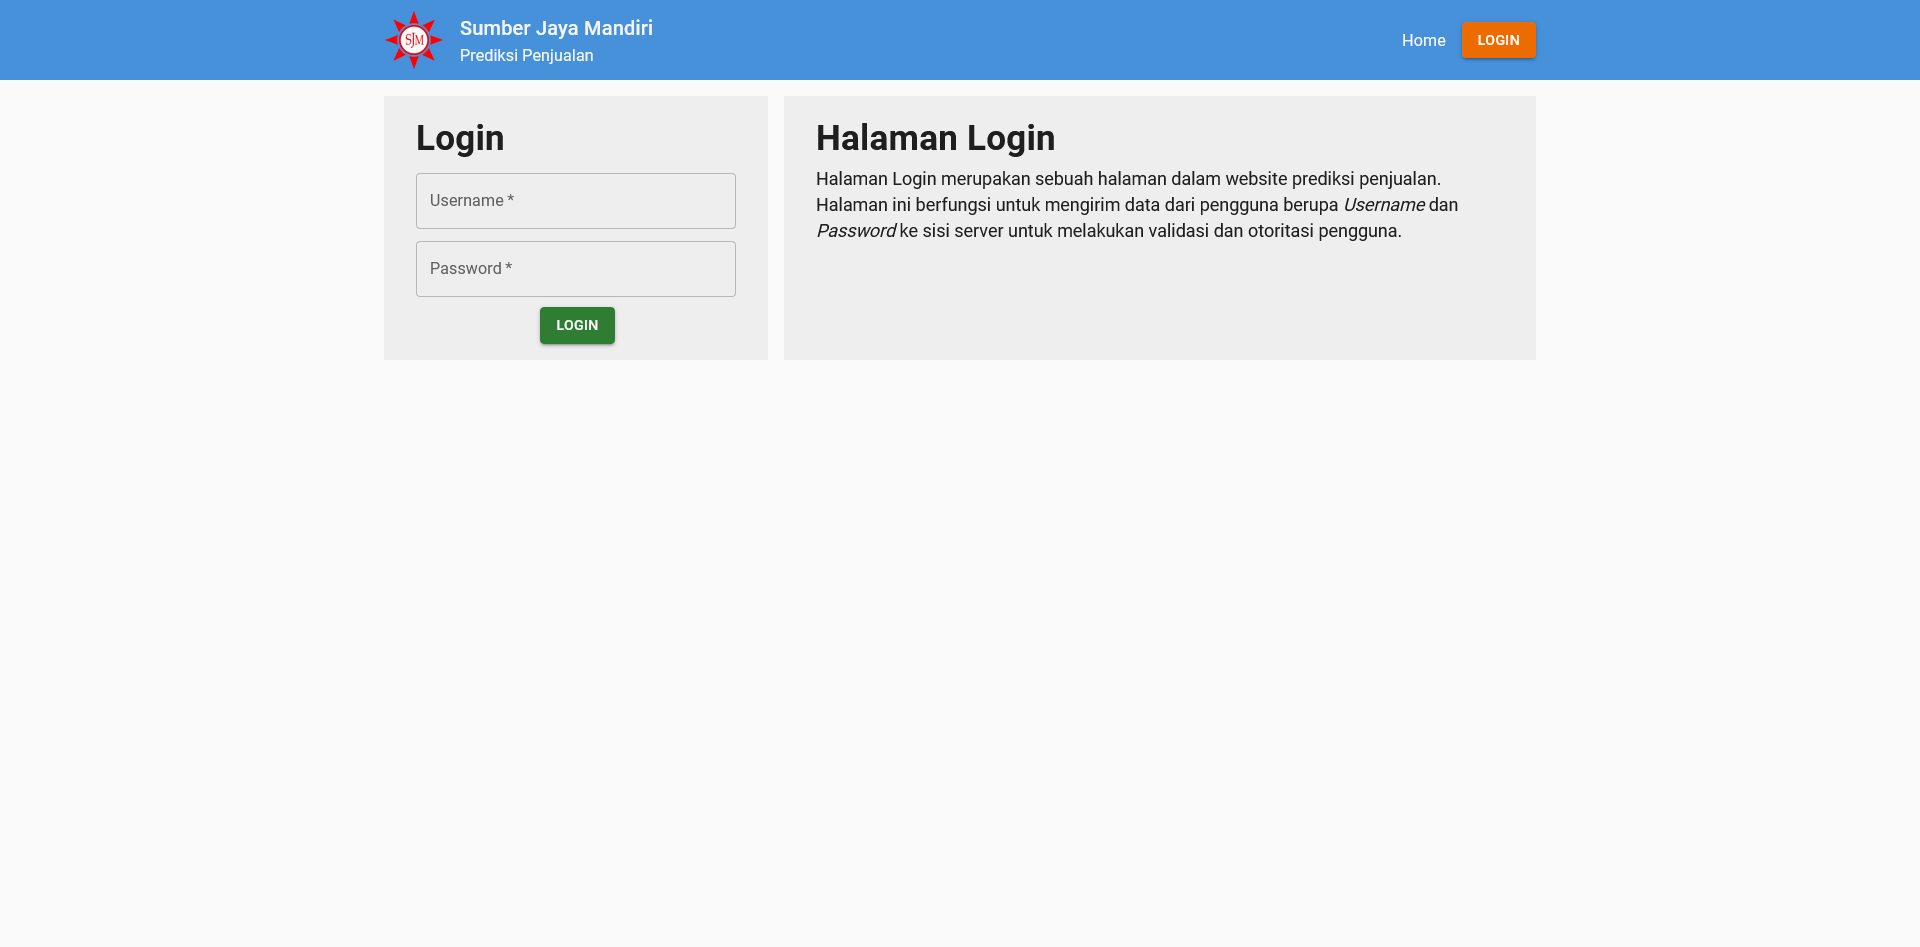 SJM
Sumber Jaya Mandiri
Prediksi Penjualan
Home
LOGIN
Login
Username *
Password *
LOGIN
Halaman Login
Halaman Login merupakan sebuah halaman dalam website prediksi penjualan.
Halaman ini berfungsi untuk mengirim data dari pengguna berupa Username dan
Password ke sisi server untuk melakukan validasi dan otoritasi pengguna.